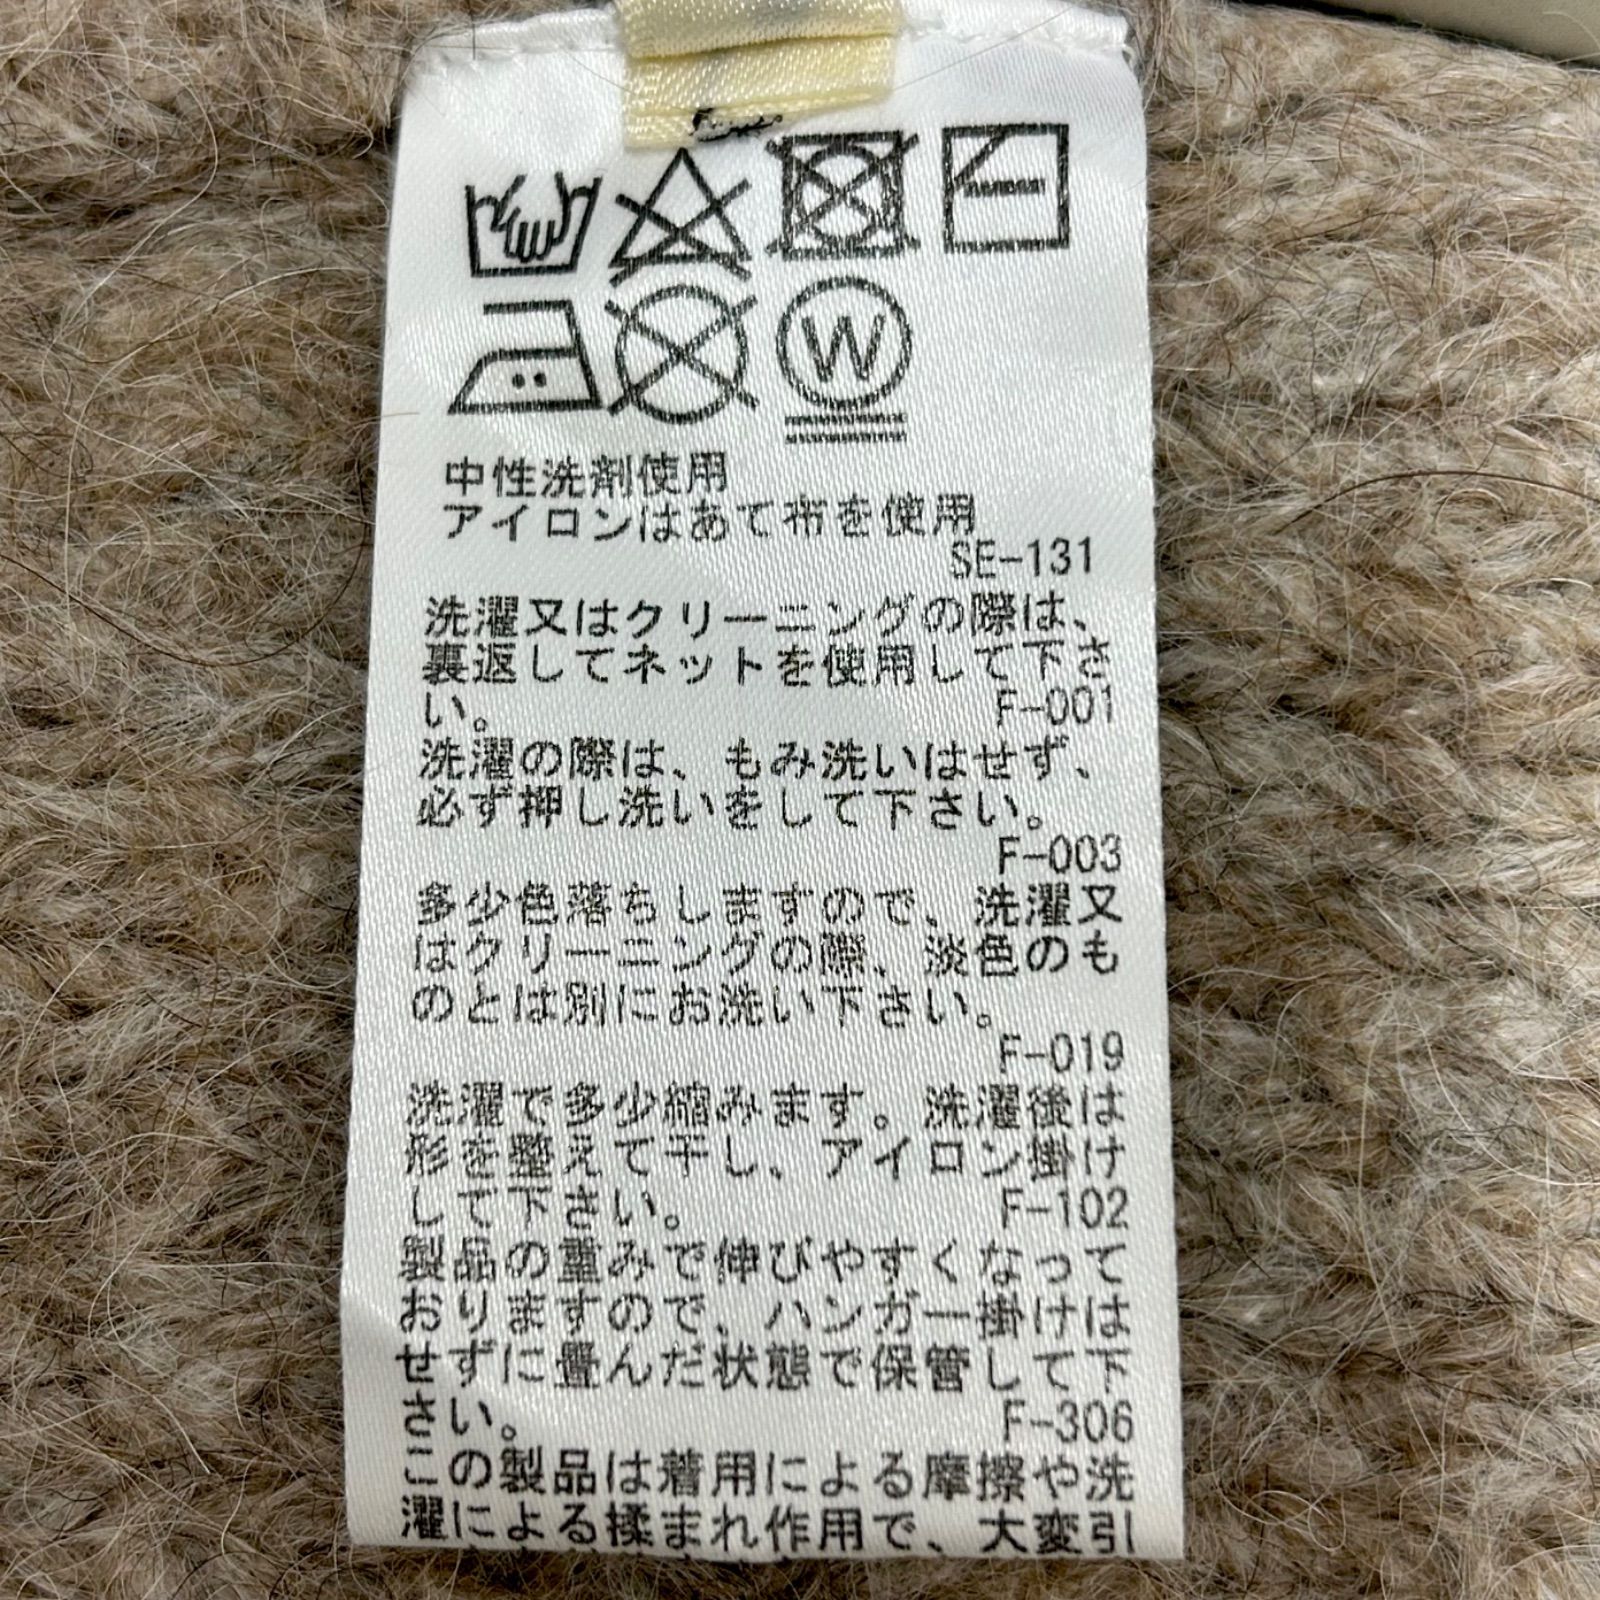 W
中性洗剤使用
アイロンはあて布を使用
SE-131
洗濯又はクリーニングの際は、
裏返してネットを使用して下さ
い。 F-001
洗濯の際は、もみ洗いはせず、
必ず押し洗いをして下さい。
F-003
多少色落ちしますので、洗濯又
はクリーニングの際、淡色のも
のとは別にお洗い下さい。
F-019
洗濯で多少縮みます。洗濯後は
形を整えて干し、アイロン掛け
して下さい。 F-102
製品の重みで伸びやすくなって
おりますので、ハンガー掛けは
せずに畳んだ状態で保管して下
さい。 F-306
この製品は着用による摩擦や洗
濯による揉まれ作用で、大変引